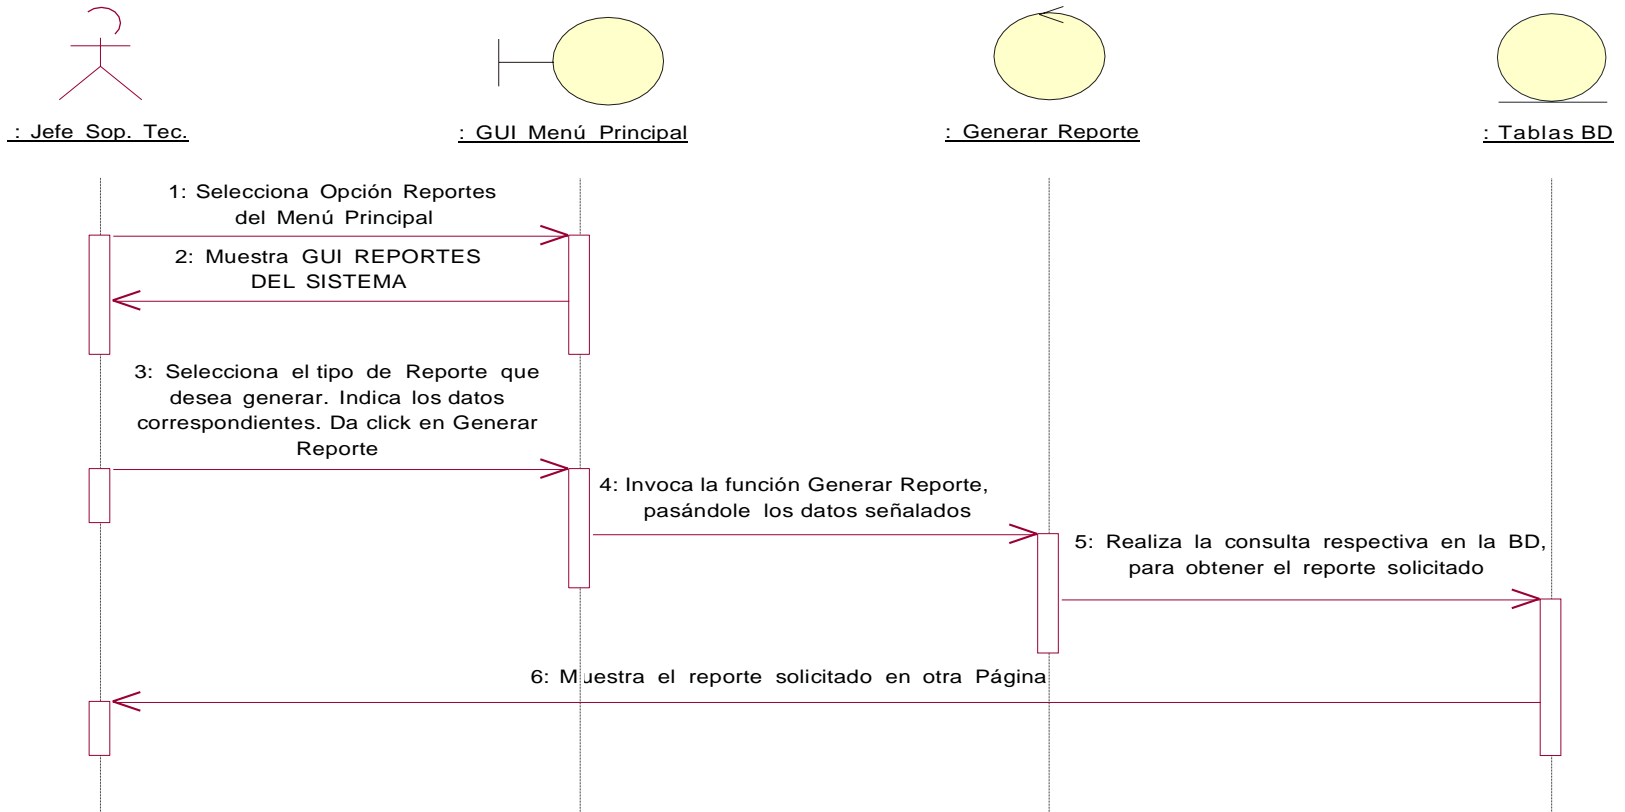 : Jefe Sop. Tec.
: GUI Menú Principal
: Generar Reporte
: Tablas BD
1: Selecciona Opción Reportes
del Menú Principal
2: Muestra GUI REPORTES
DEL SISTEMA
3: Selecciona el tipo de Reporte que
desea generar. Indica los datos
correspondientes. Da click en Generar
Reporte
4: Invoca la función Generar Reporte,
pasándole los datos señalados
5: Realiza la consulta respectiva en la BD,
para obtener el reporte solicitado
6: Muestra el reporte solicitado en otra Página